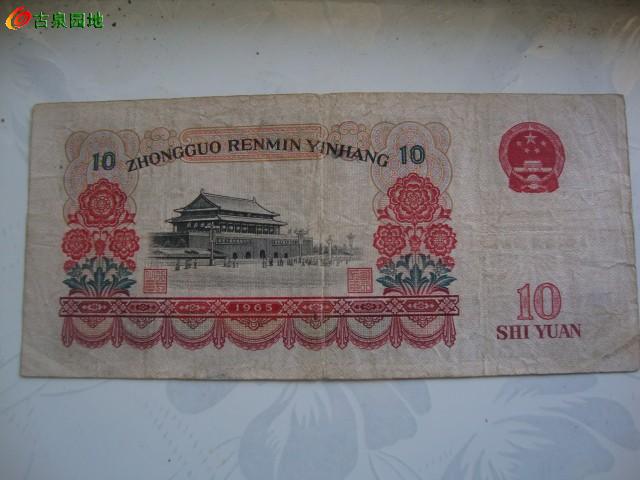 古泉园地
10 ZHONGGUO RENMIN YINHANG 10
1965
10
SHI YUAN